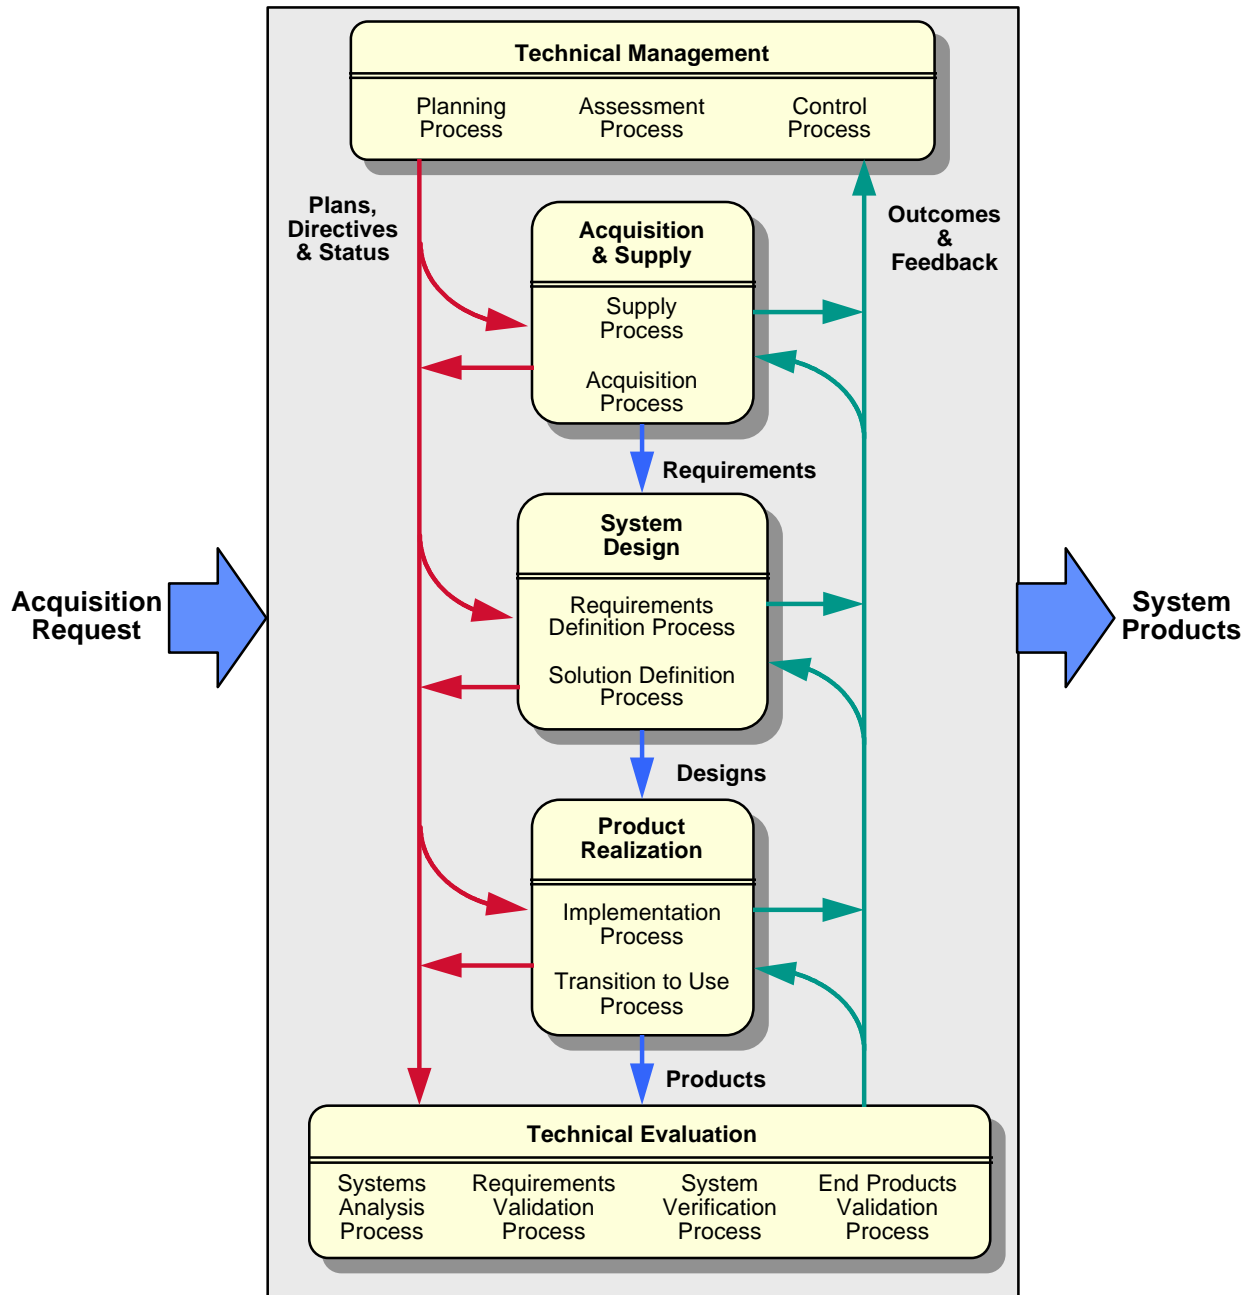 Technical Management
Planning
Process
Assessment
Process
Control
Process
Plans,
Directives
& Status
Acquisition
& Supply
Supply
Process
Acquisition
Process
Outcomes
&
Feedback
Requirements
System
Design
Requirements
Definition Process
Solution Definition
Process
Acquisition
Request
System
Products
Designs
Product
Realization
Implementation
Process
Transition to Use
Process
Products
Technical Evaluation
Systems
Analysis
Process
Requirements
Validation
Process
System
Verification
Process
End Products
Validation
Process